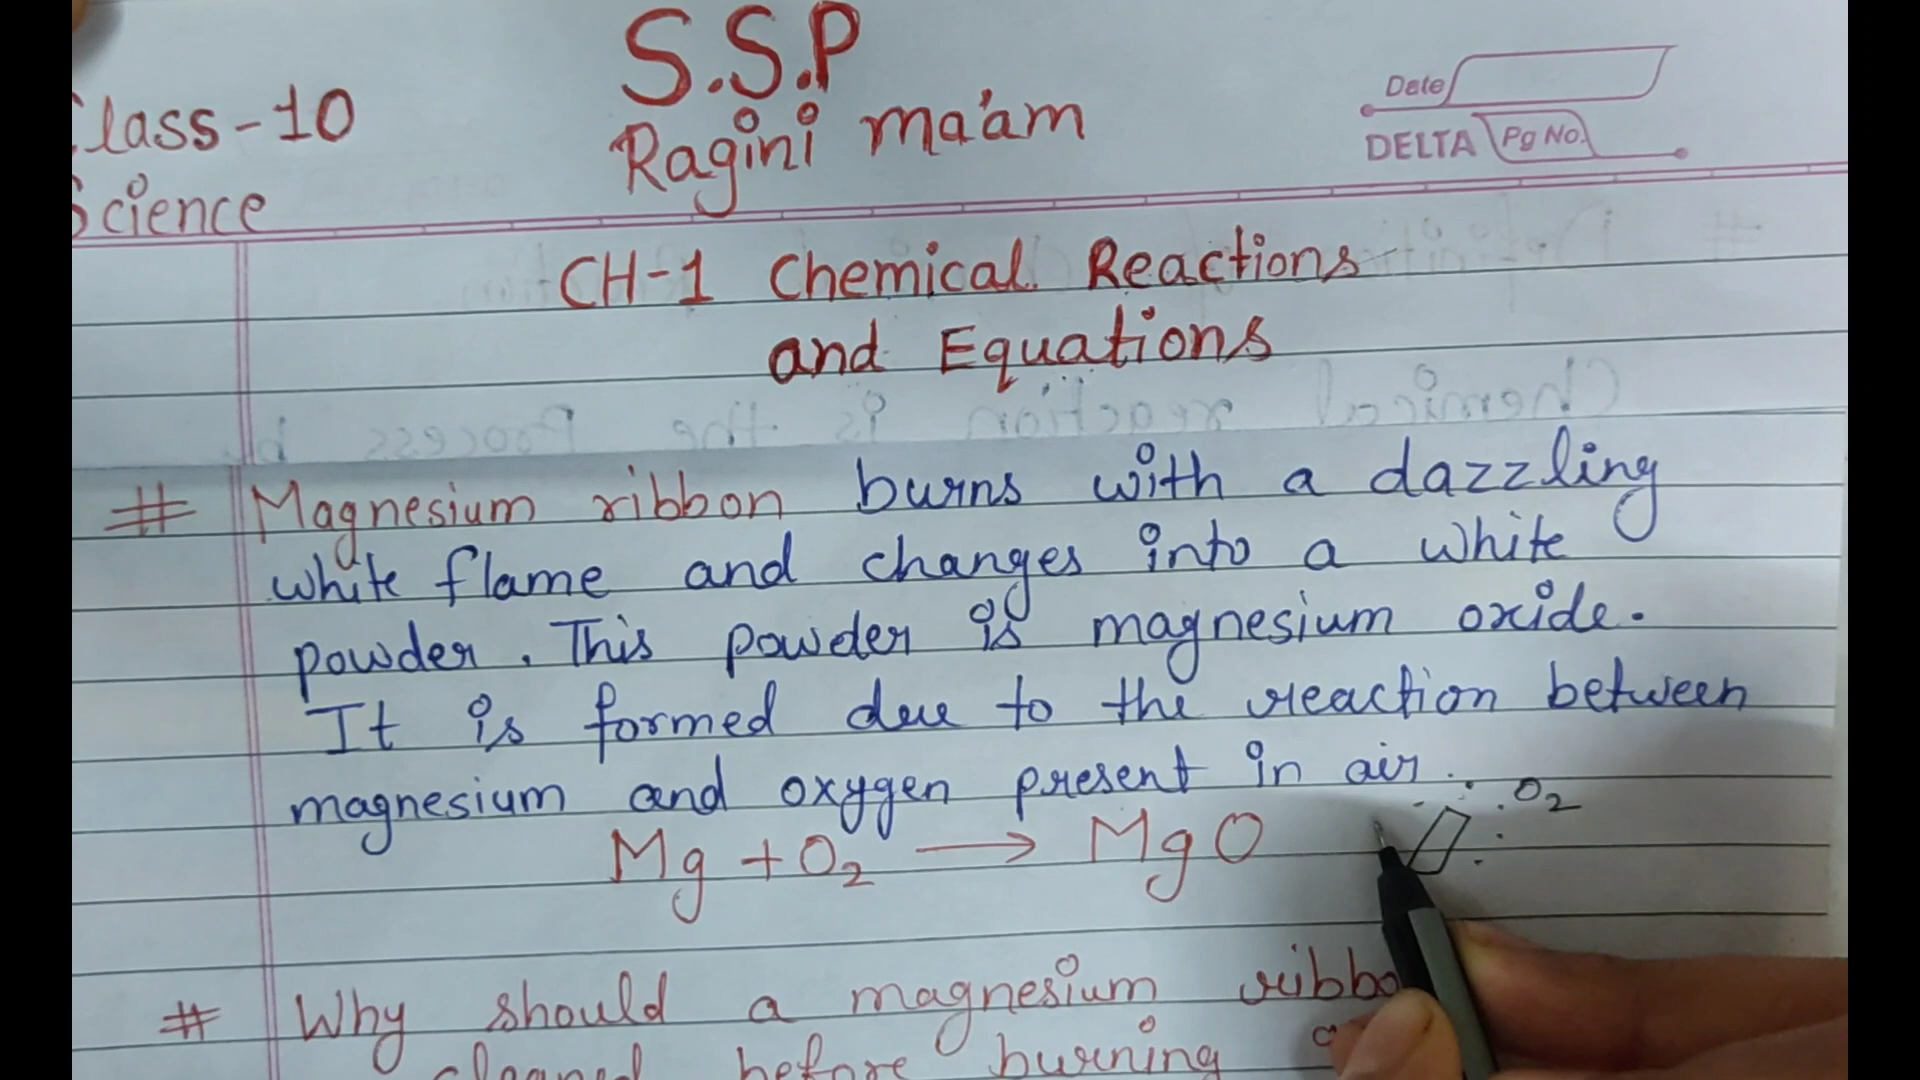 S.S.P
Class-10
Ragini ma'am
Science
Date
DELTA Pg No.
CH-1 Chemical Reactions
and Equations
# Magnesium ribbon burns with a dazzling
white flame and changes into a white
powder. This powder is magnesium oxide.
It is formed due to the reaction between
magnesium and oxygen present in air.
O2
Mg + O2 → MgO
# Why should a magnesium
cleaned before burning